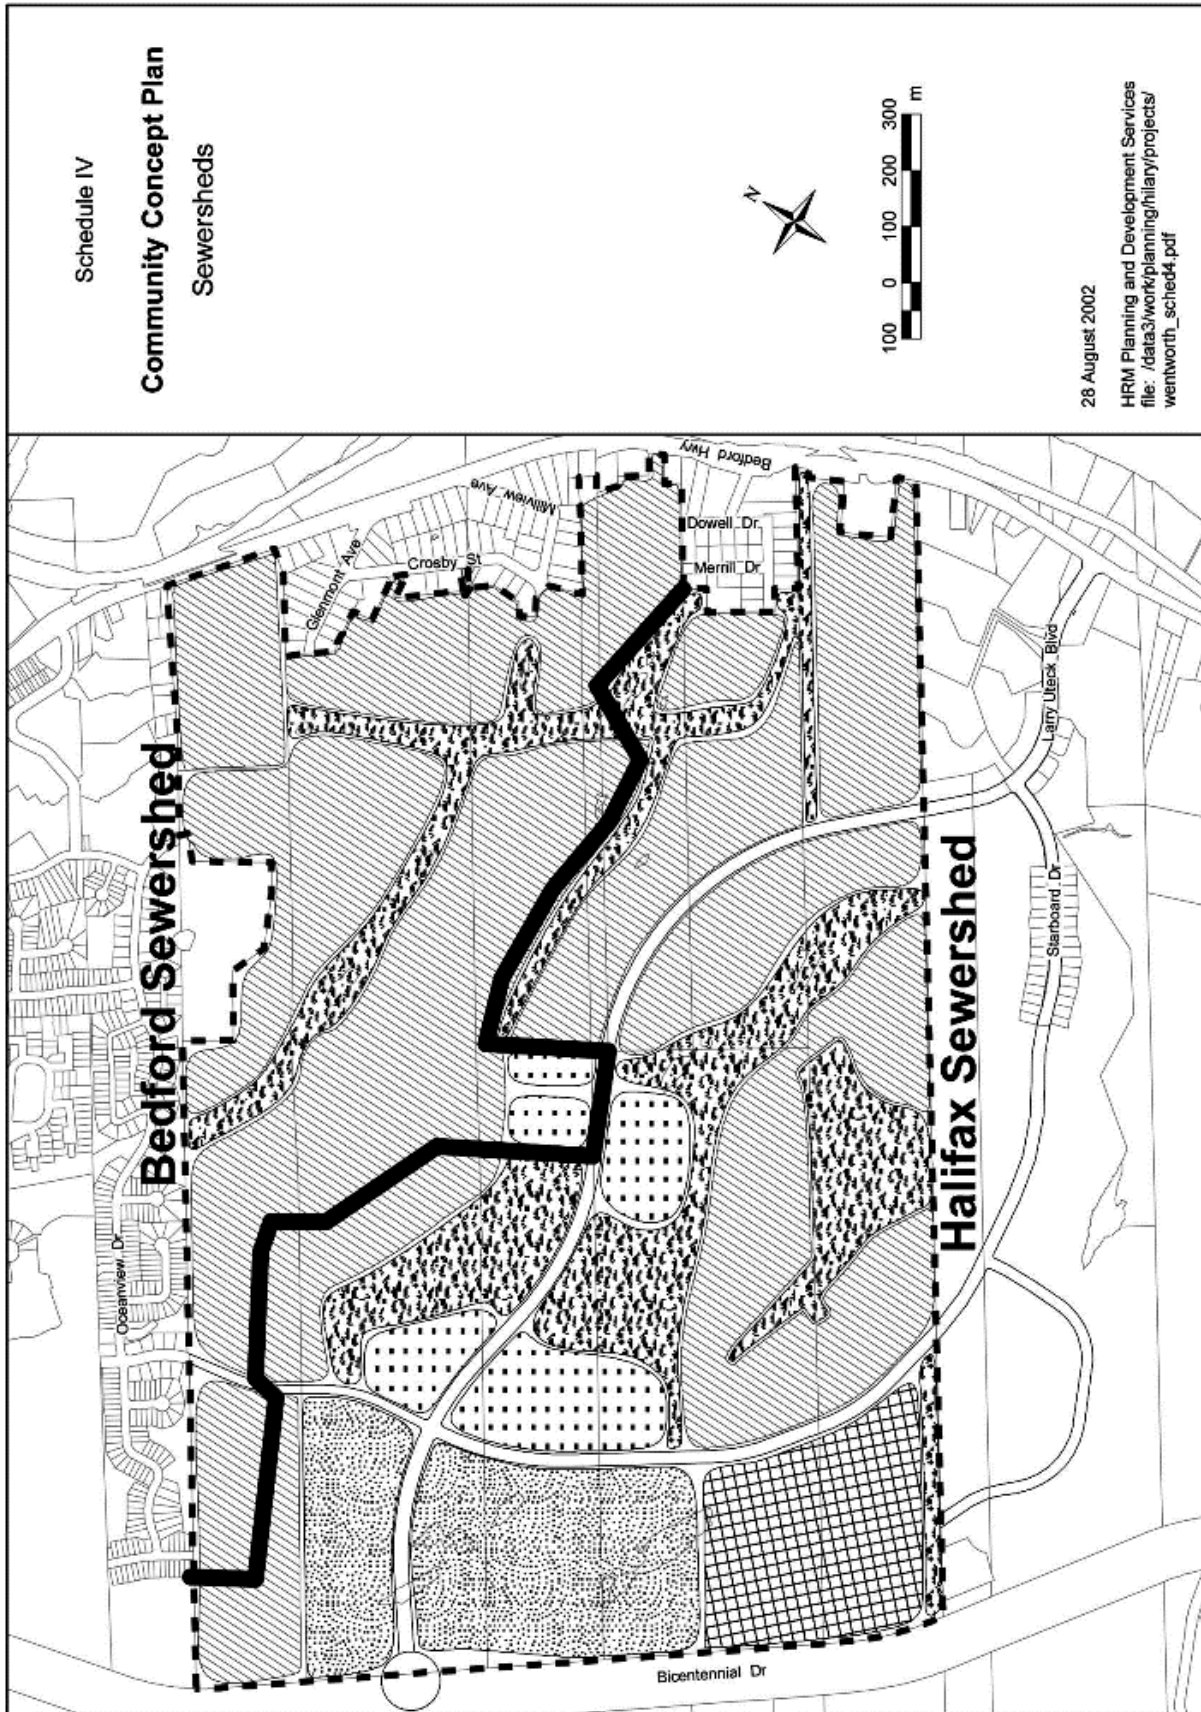 Schedule IV
Community Concept Plan
Sewersheds
N
100 0 100 200 300
m
28 August 2002
HRM Planning and Development Services
file: /data3/work/planning/hilary/projects/
wentworth_sched4.pdf
Bedford Hwy
Millview Ave
Dowell Dr
Crosby St
Merrill Dr
Glenmont Ave
Larry Uteck Blvd
Bedford Sewershed
Halifax Sewershed
Starboard Dr
Oceanview Dr
Bicentennial Dr